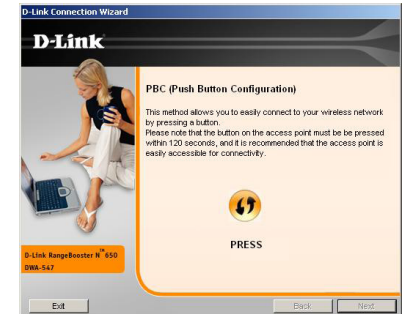 D-Link Connection Wizard
D-Link
PBC (Push Button Configuration)
This method allows you to easily connect to your wireless network
by pressing a button.
Please note that the button on the access point must be be pressed
within 120 seconds, and it is recommended that the access point is
easily accessible for connectivity.
PRESS
D-Link RangeBooster N™ 650
DWA-547
Exit
Back
Next